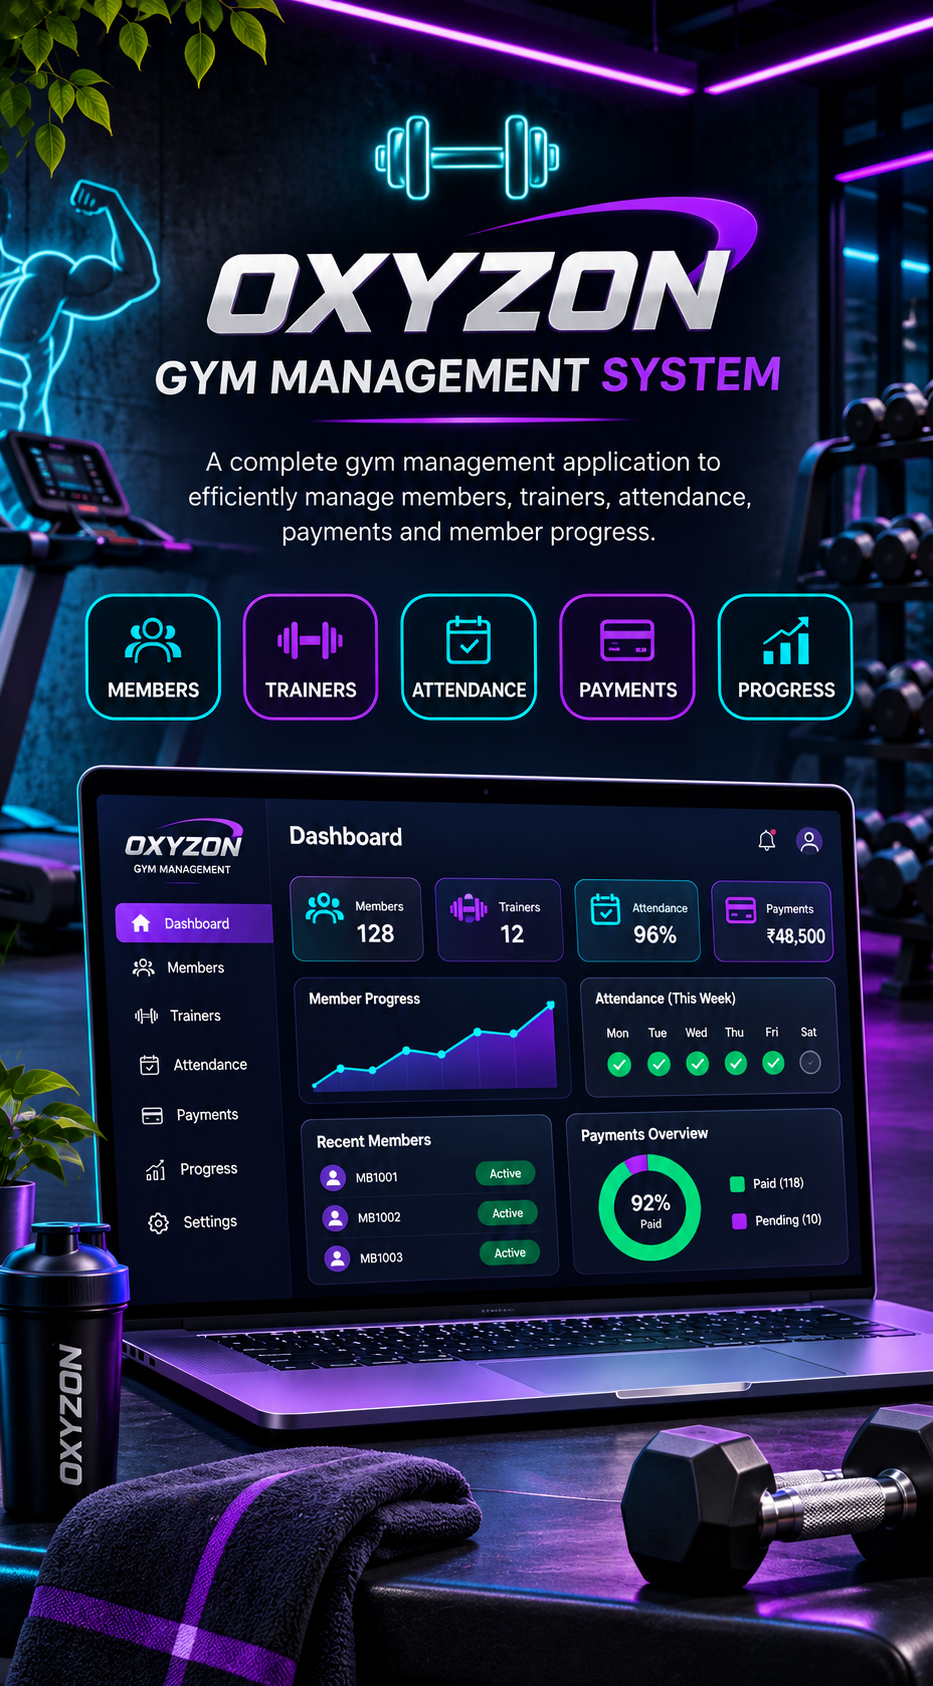 OXYZON
GYM MANAGEMENT SYSTEM
A complete gym management application to
efficiently manage members, trainers, attendance,
payments and member progress.
MEMBERS
TRAINERS
ATTENDANCE
PAYMENTS
PROGRESS
OXYZON
GYM MANAGEMENT
Dashboard
Members
Trainers
Attendance
Payments
Progress
Settings
Dashboard
Members
128
Trainers
12
Attendance
96%
Payments
₹48,500
Member Progress
Attendance (This Week)
Mon Tue Wed Thu Fri Sat
Recent Members
MB1001 Active
MB1002 Active
MB1003 Active
Payments Overview
92%
Paid
Paid (118)
Pending (10)
OXYZON